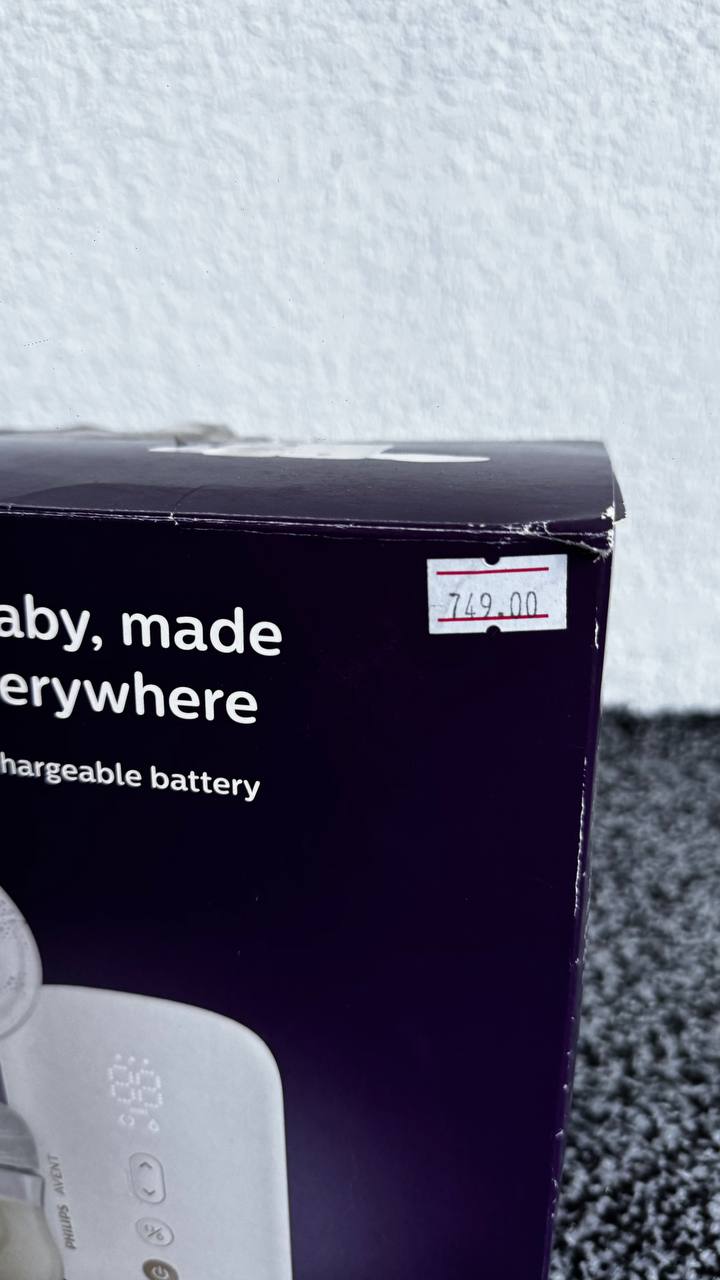 749.00
aby, made
erywhere
hargeable battery
PHILIPS AVENT